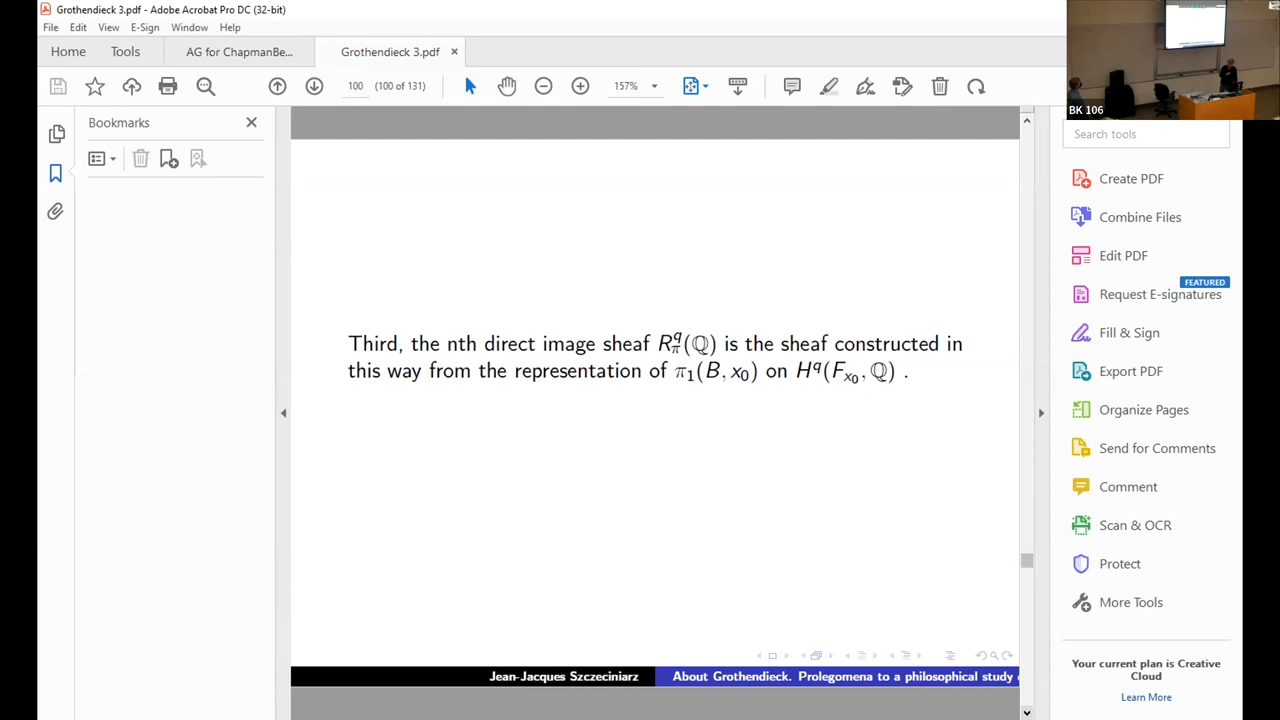 Grothendieck 3.pdf - Adobe Acrobat Pro DC (32-bit)
File Edit View E-Sign Window Help
Home Tools AG for ChapmanBe... Grothendieck 3.pdf
100 (100 of 131) 157%
BK 106
Bookmarks
Search tools
Create PDF
Combine Files
Edit PDF
FEATURED
Request E-signatures
Fill & Sign
Export PDF
Organize Pages
Send for Comments
Comment
Scan & OCR
Protect
More Tools
Your current plan is Creative
Cloud
Learn More
Third, the nth direct image sheaf R^q_π(ℚ) is the sheaf constructed in
this way from the representation of π₁(B, x₀) on H^q(F_{x₀}, ℚ) .
Jean-Jacques Szczeciniarz About Grothendieck. Prolegomena to a philosophical study